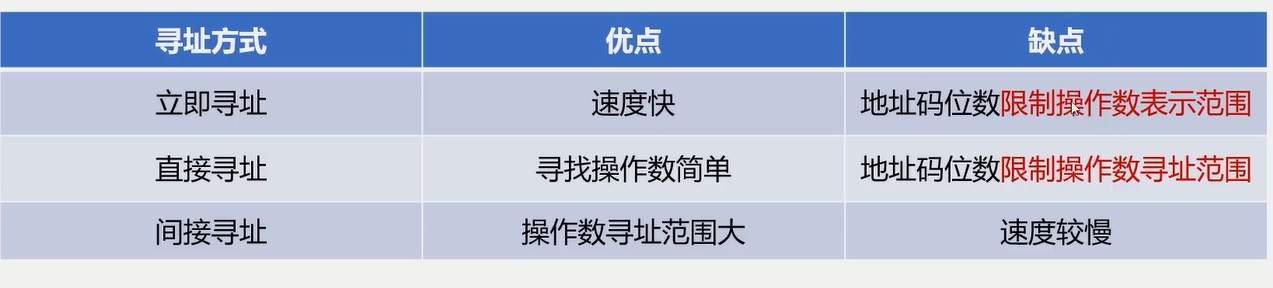 寻址方式 优点 缺点
立即寻址 速度快 地址码位数限制操作数表示范围
直接寻址 寻找操作数简单 地址码位数限制操作数寻址范围
间接寻址 操作数寻址范围大 速度较慢